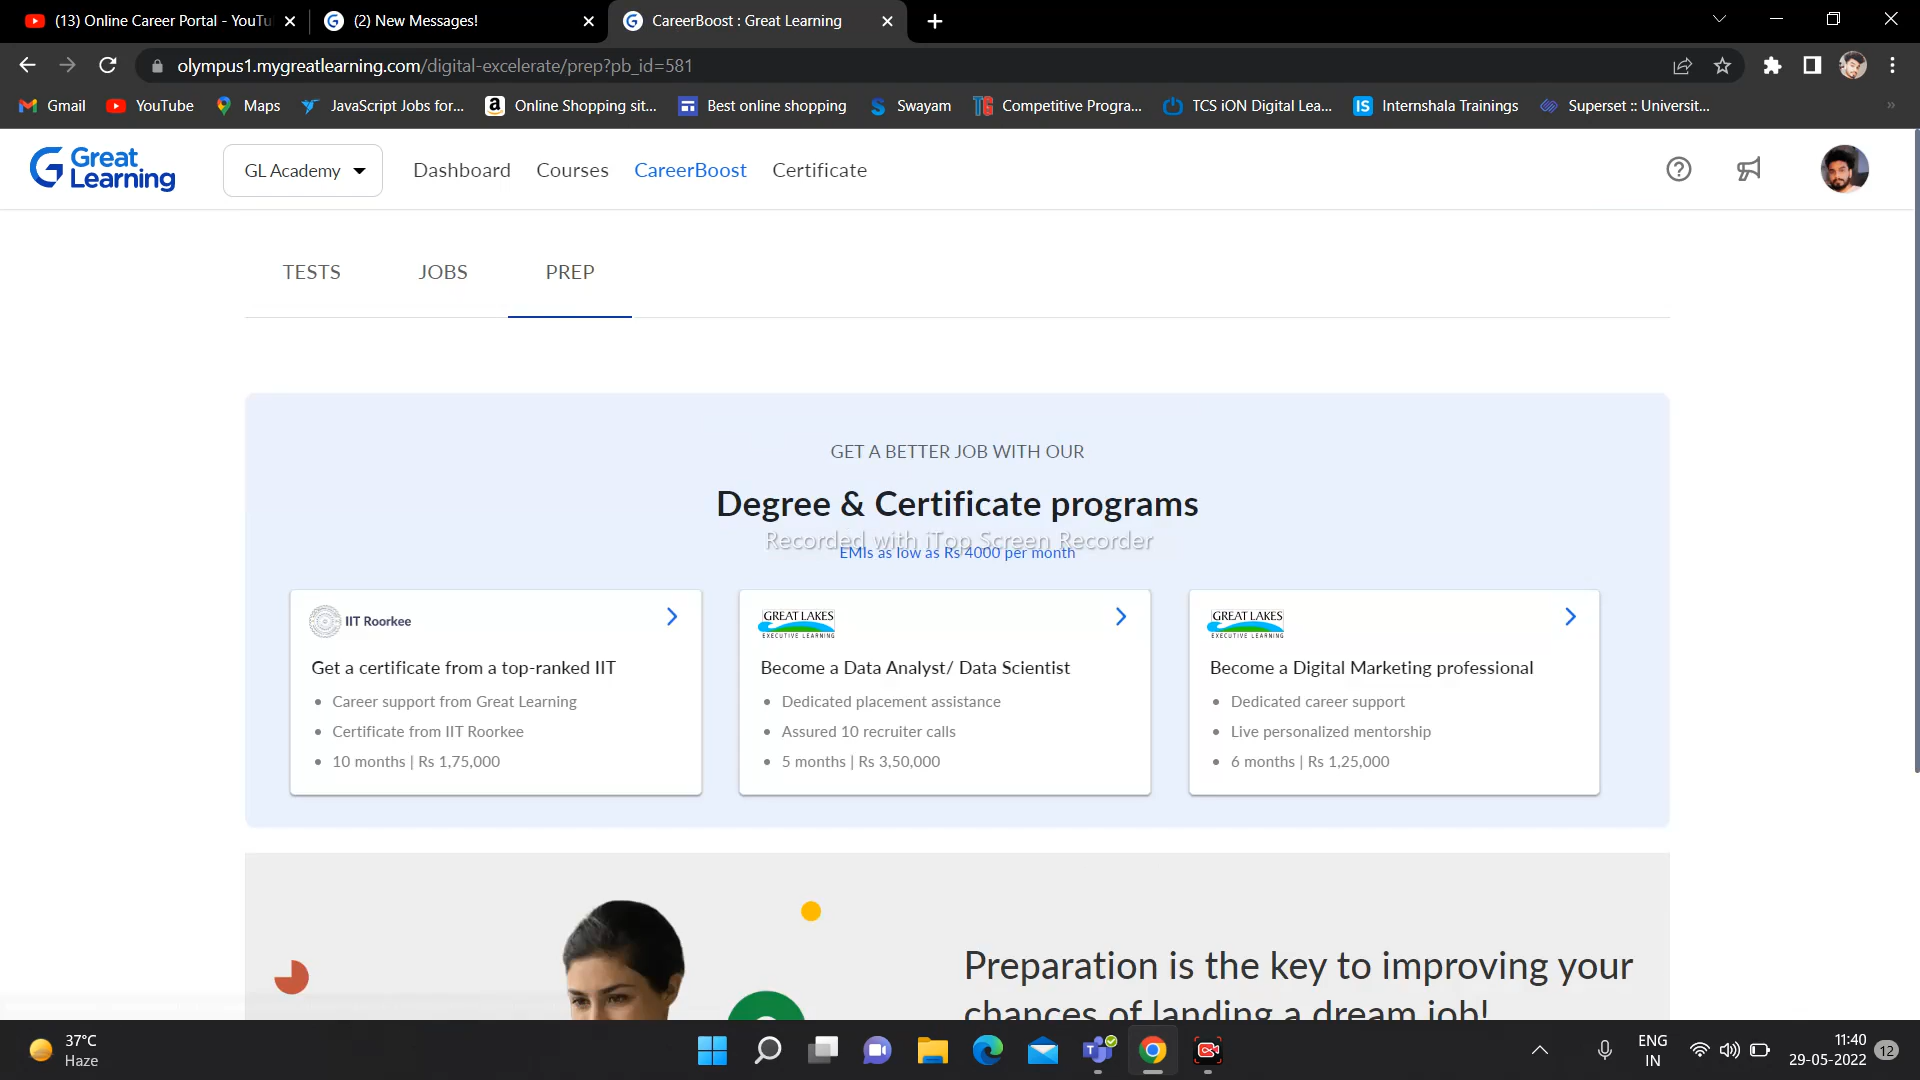 (13) Online Career Portal - YouTu
(2) New Messages!
CareerBoost : Great Learning
olympus1.mygreatlearning.com/digital-excelerate/prep?pb_id=581
Gmail
YouTube
Maps
JavaScript Jobs for...
Online Shopping sit...
Best online shopping
Swayam
Competitive Progra...
TCS iON Digital Lea...
IS
Internshala Trainings
Superset :: Universit...
Great
Learning
GL Academy
Dashboard
Courses
CareerBoost
Certificate
TESTS
JOBS
PREP
GET A BETTER JOB WITH OUR
Degree & Certificate programs
Recorded with iTop Screen Recorder
EMIs as low as Rs 4000 per month
IIT Roorkee
Get a certificate from a top-ranked IIT
• Career support from Great Learning
• Certificate from IIT Roorkee
• 10 months | Rs 1,75,000
GREAT LAKES
EXECUTIVE LEARNING
Become a Data Analyst/ Data Scientist
• Dedicated placement assistance
• Assured 10 recruiter calls
• 5 months | Rs 3,50,000
GREAT LAKES
EXECUTIVE LEARNING
Become a Digital Marketing professional
• Dedicated career support
• Live personalized mentorship
• 6 months | Rs 1,25,000
Preparation is the key to improving your
chances of landing a dream job!
37°C
Haze
ENG
IN
11:40
29-05-2022
12